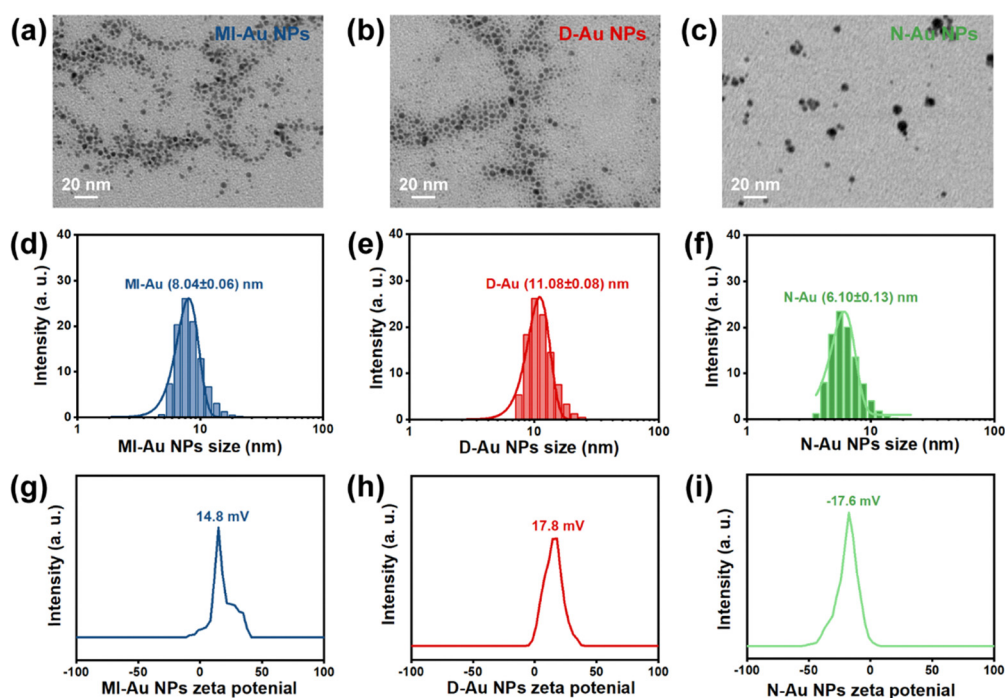 (a)
MI-Au NPs
20 nm
(b)
D-Au NPs
20 nm
(c)
N-Au NPs
20 nm
(d)
Intensity (a. u.)
40
30
20
10
0
MI-Au (8.04±0.06) nm
1
10
100
MI-Au NPs size (nm)
(e)
Intensity (a. u.)
40
30
20
10
0
D-Au (11.08±0.08) nm
1
10
100
D-Au NPs size (nm)
(f)
Intensity (a. u.)
40
30
20
10
0
N-Au (6.10±0.13) nm
1
10
100
N-Au NPs size (nm)
(g)
Intensity (a. u.)
14.8 mV
-100
-50
0
50
100
MI-Au NPs zeta potenial
(h)
Intensity (a. u.)
17.8 mV
-100
-50
0
50
100
D-Au NPs zeta potenial
(i)
Intensity (a. u.)
-17.6 mV
-100
-50
0
50
100
N-Au NPs zeta potenial